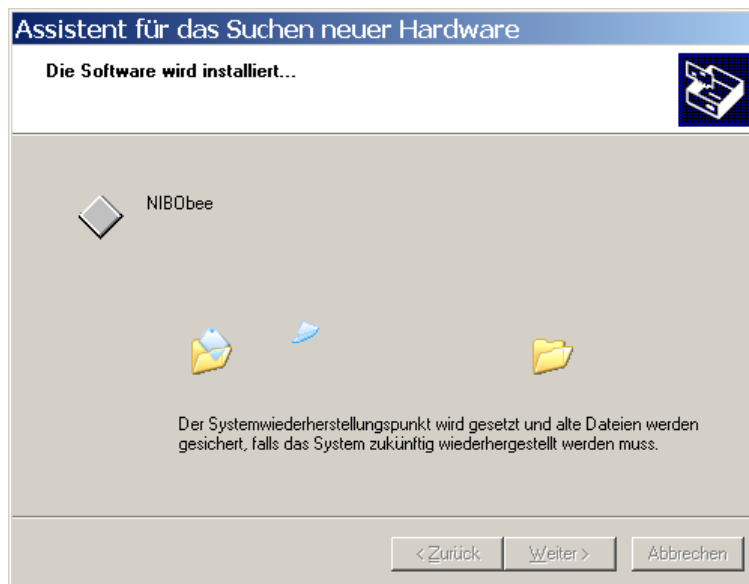 Assistent für das Suchen neuer Hardware
Die Software wird installiert...
NIBObee
Der Systemwiederherstellungspunkt wird gesetzt und alte Dateien werden
gesichert, falls das System zukünftig wiederhergestellt werden muss.
< Zurück Weiter > Abbrechen